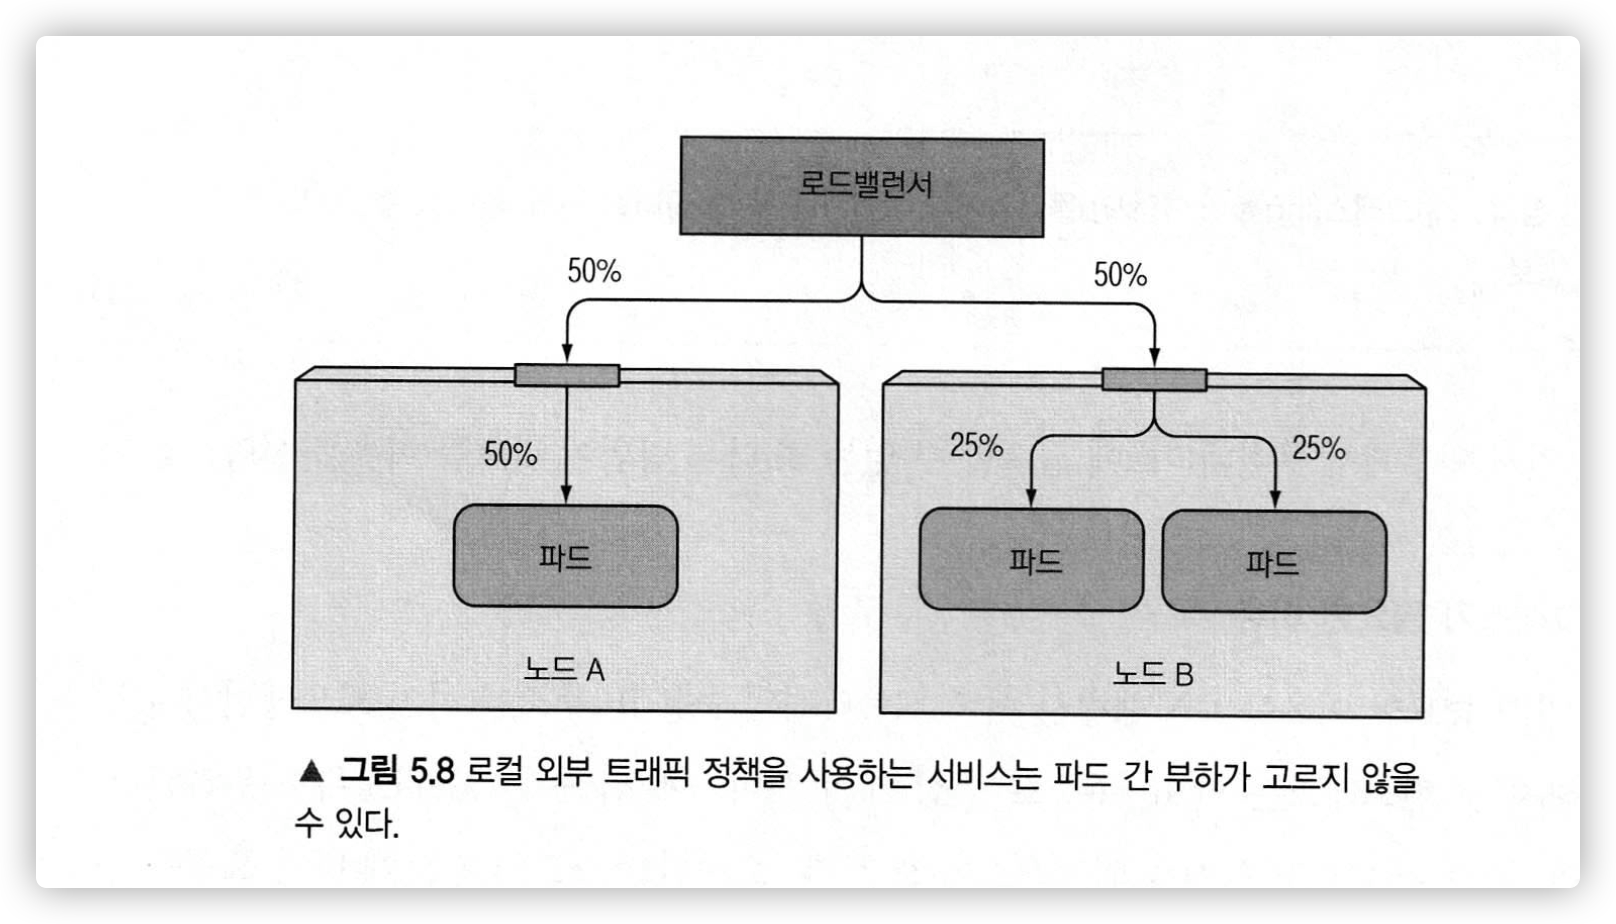 로드밸런서
50%
50%
50%
25%
25%
파드
파드
파드
노드 A
노드 B
▲ 그림 5.8 로컬 외부 트래픽 정책을 사용하는 서비스는 파드 간 부하가 고르지 않을
수 있다.